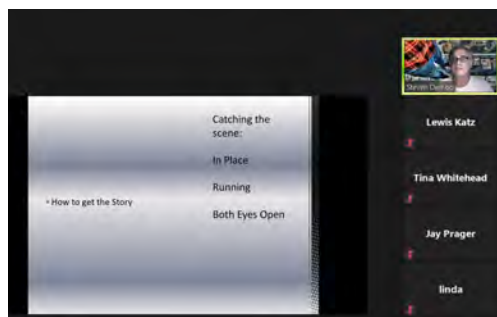 Catching the
scene:
In Place
Running
• How to get the Story
Both Eyes Open
Steven
Lewis Katz
Tina Whitehead
Jay Prager
linda